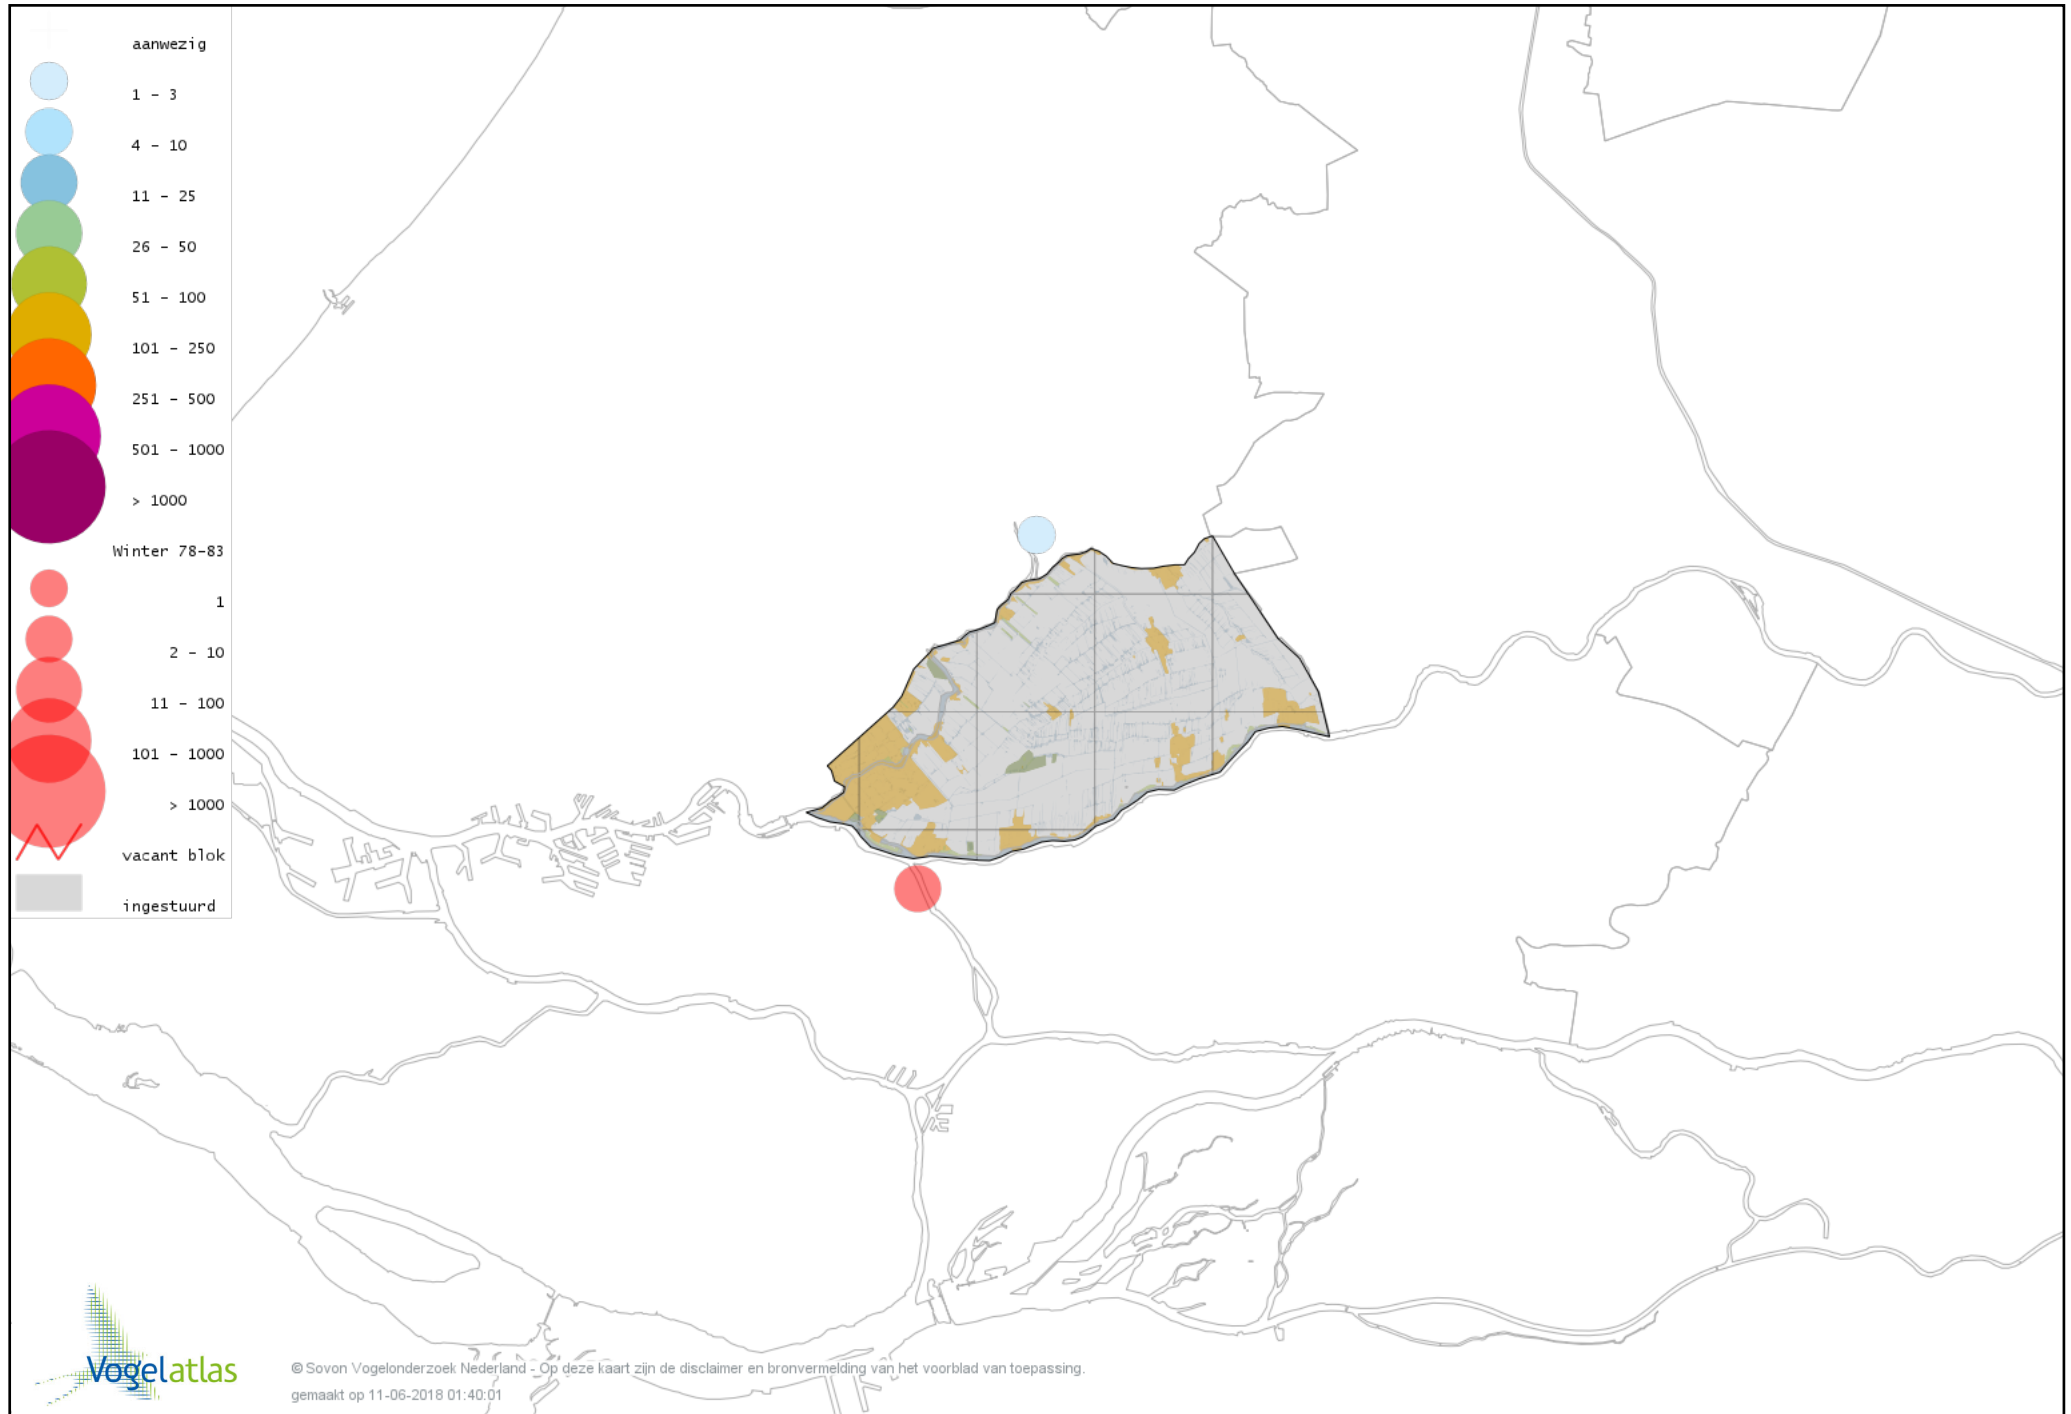 aanwezig
1 – 3
4 – 10
11 – 25
26 – 50
51 – 100
101 – 250
251 – 500
501 – 1000
> 1000
Winter 78-83
1
2 – 10
11 – 100
101 – 1000
> 1000
vacant blok
ingestuurd
Vogelatlas
© Sovon Vogelonderzoek Nederland - Op deze kaart zijn de disclaimer en bronvermelding van het voorblad van toepassing.
gemaakt op 11-06-2018 01:40:01